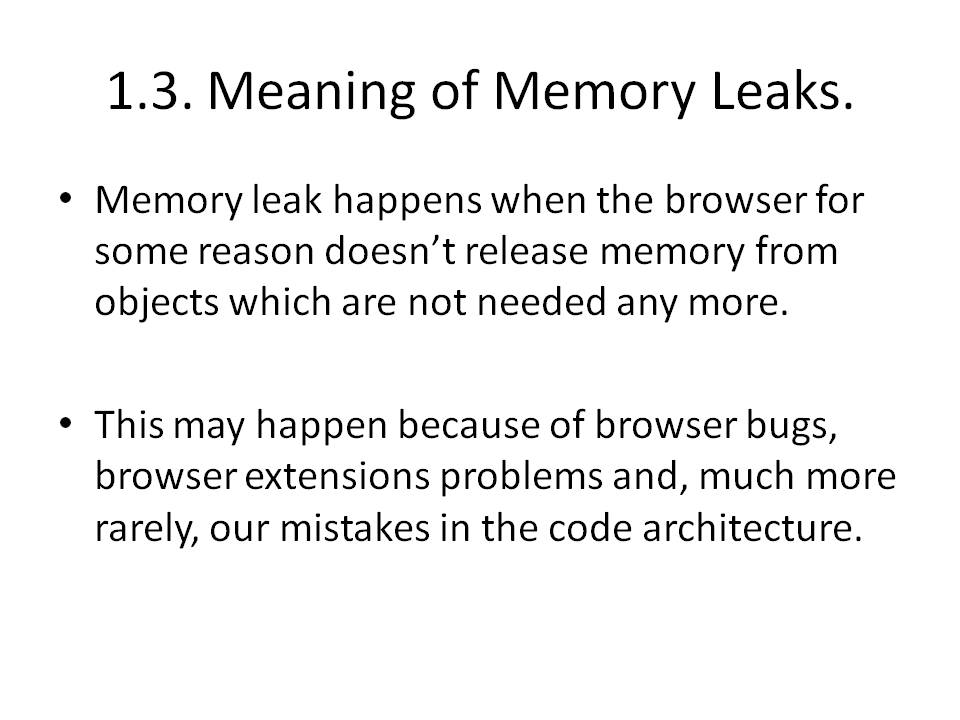 1.3. Meaning of Memory Leaks.
• Memory leak happens when the browser for
some reason doesn’t release memory from
objects which are not needed any more.
• This may happen because of browser bugs,
browser extensions problems and, much more
rarely, our mistakes in the code architecture.